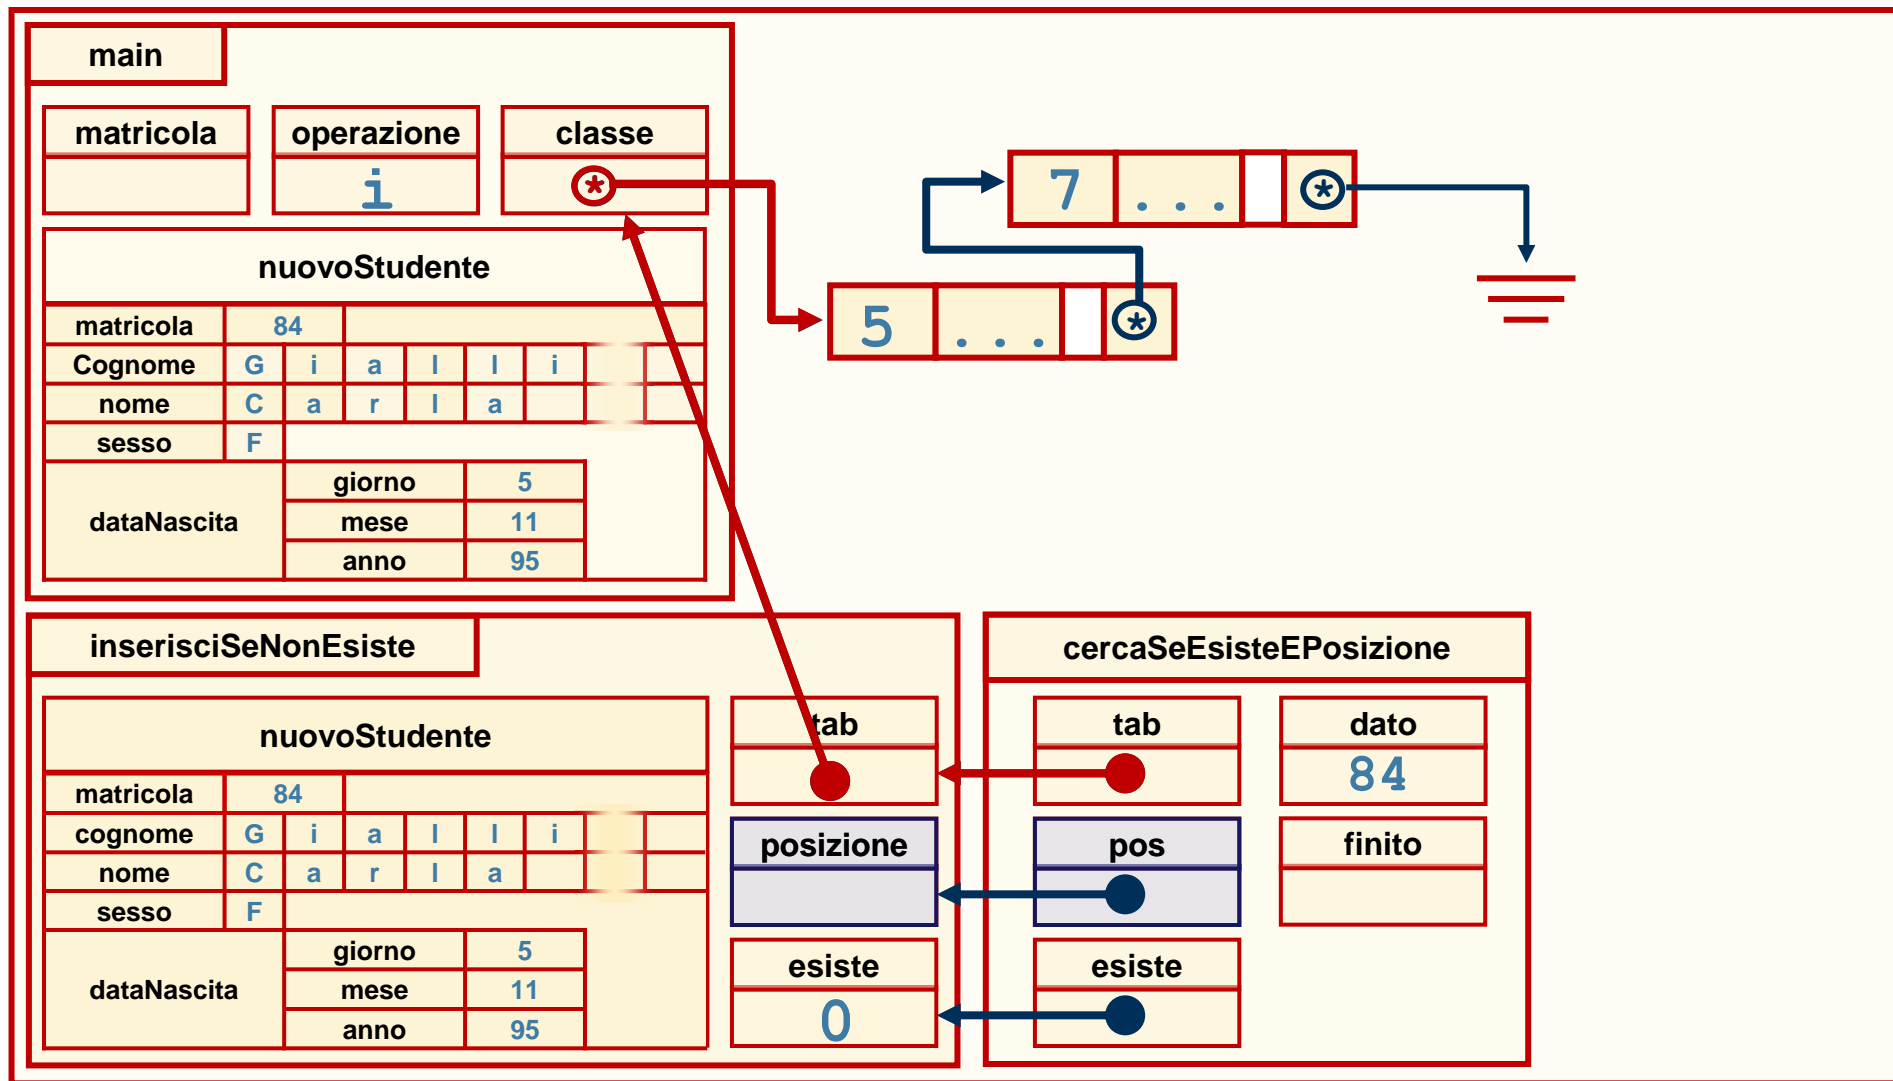 main
matricola operazione classe
i *
7 . . . *
5 . . . *
nuovoStudente
matricola 84
Cognome G i a l l i
nome C a r l a
sesso F
dataNascita
giorno 5
mese 11
anno 95
inserisciSeNonEsiste
nuovoStudente
matricola 84
cognome G i a l l i
nome C a r l a
sesso F
dataNascita
giorno 5
mese 11
anno 95
tab
posizione
esiste
0
cercaSeEsisteEPosizione
tab dato
84
pos finito
esiste